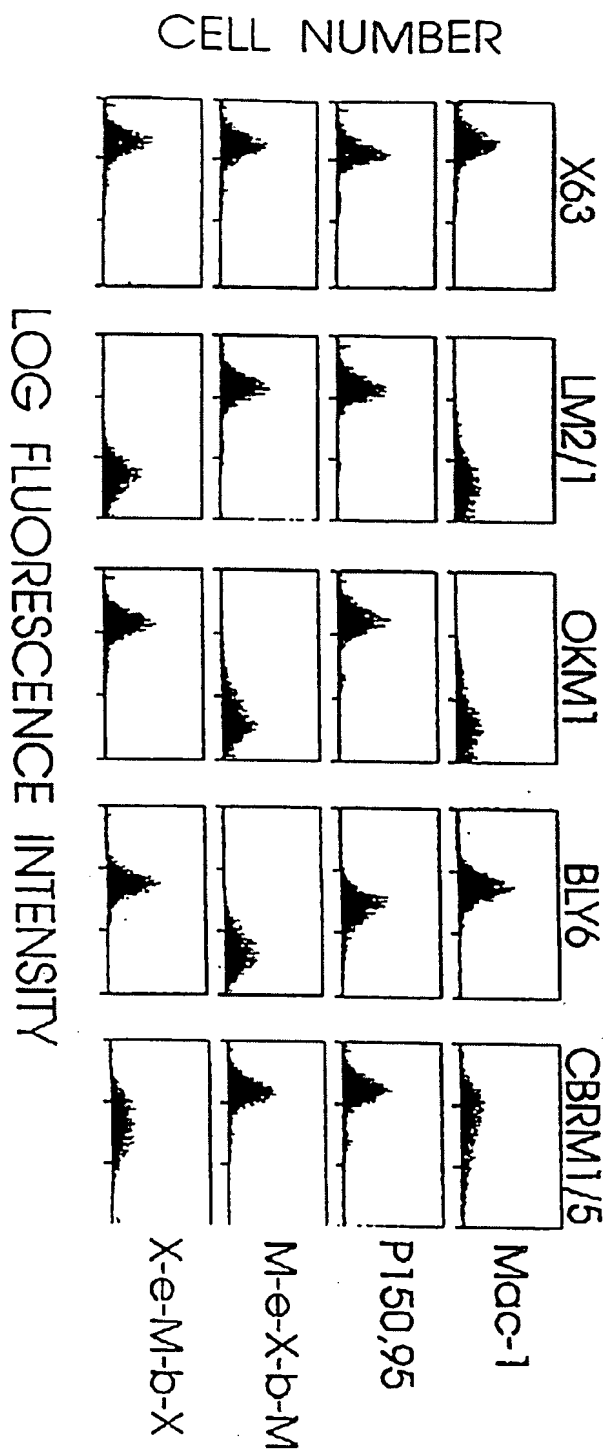 X63
LM2/1
OKM1
BLY6
CBRM1/5
Mac-1
P150,95
M-e-X-b-M
X-e-M-b-X
CELL NUMBER
LOG FLUORESCENCE INTENSITY